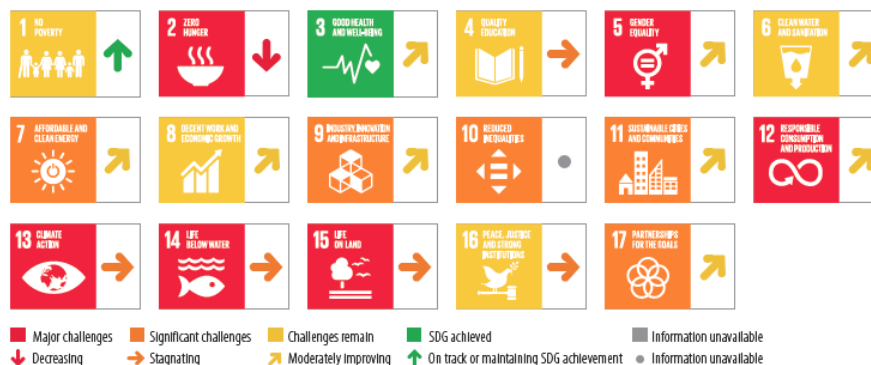 1 NO
POVERTY
2 ZERO
HUNGER
3 GOOD HEALTH
AND WELL-BEING
4 QUALITY
EDUCATION
5 GENDER
EQUALITY
6 CLEAN WATER
AND SANITATION
7 AFFORDABLE AND
CLEAN ENERGY
8 DECENT WORK AND
ECONOMIC GROWTH
9 INDUSTRY, INNOVATION
AND INFRASTRUCTURE
10 REDUCED
INEQUALITIES
11 SUSTAINABLE CITIES
AND COMMUNITIES
12 RESPONSIBLE
CONSUMPTION
AND PRODUCTION
13 CLIMATE
ACTION
14 LIFE
BELOW WATER
15 LIFE
ON LAND
16 PEACE, JUSTICE
AND STRONG
INSTITUTIONS
17 PARTNERSHIPS
FOR THE GOALS
Major challenges Significant challenges Challenges remain SDG achieved Information unavailable
Decreasing Stagnating Moderately improving On track or maintaining SDG achievement Information unavailable